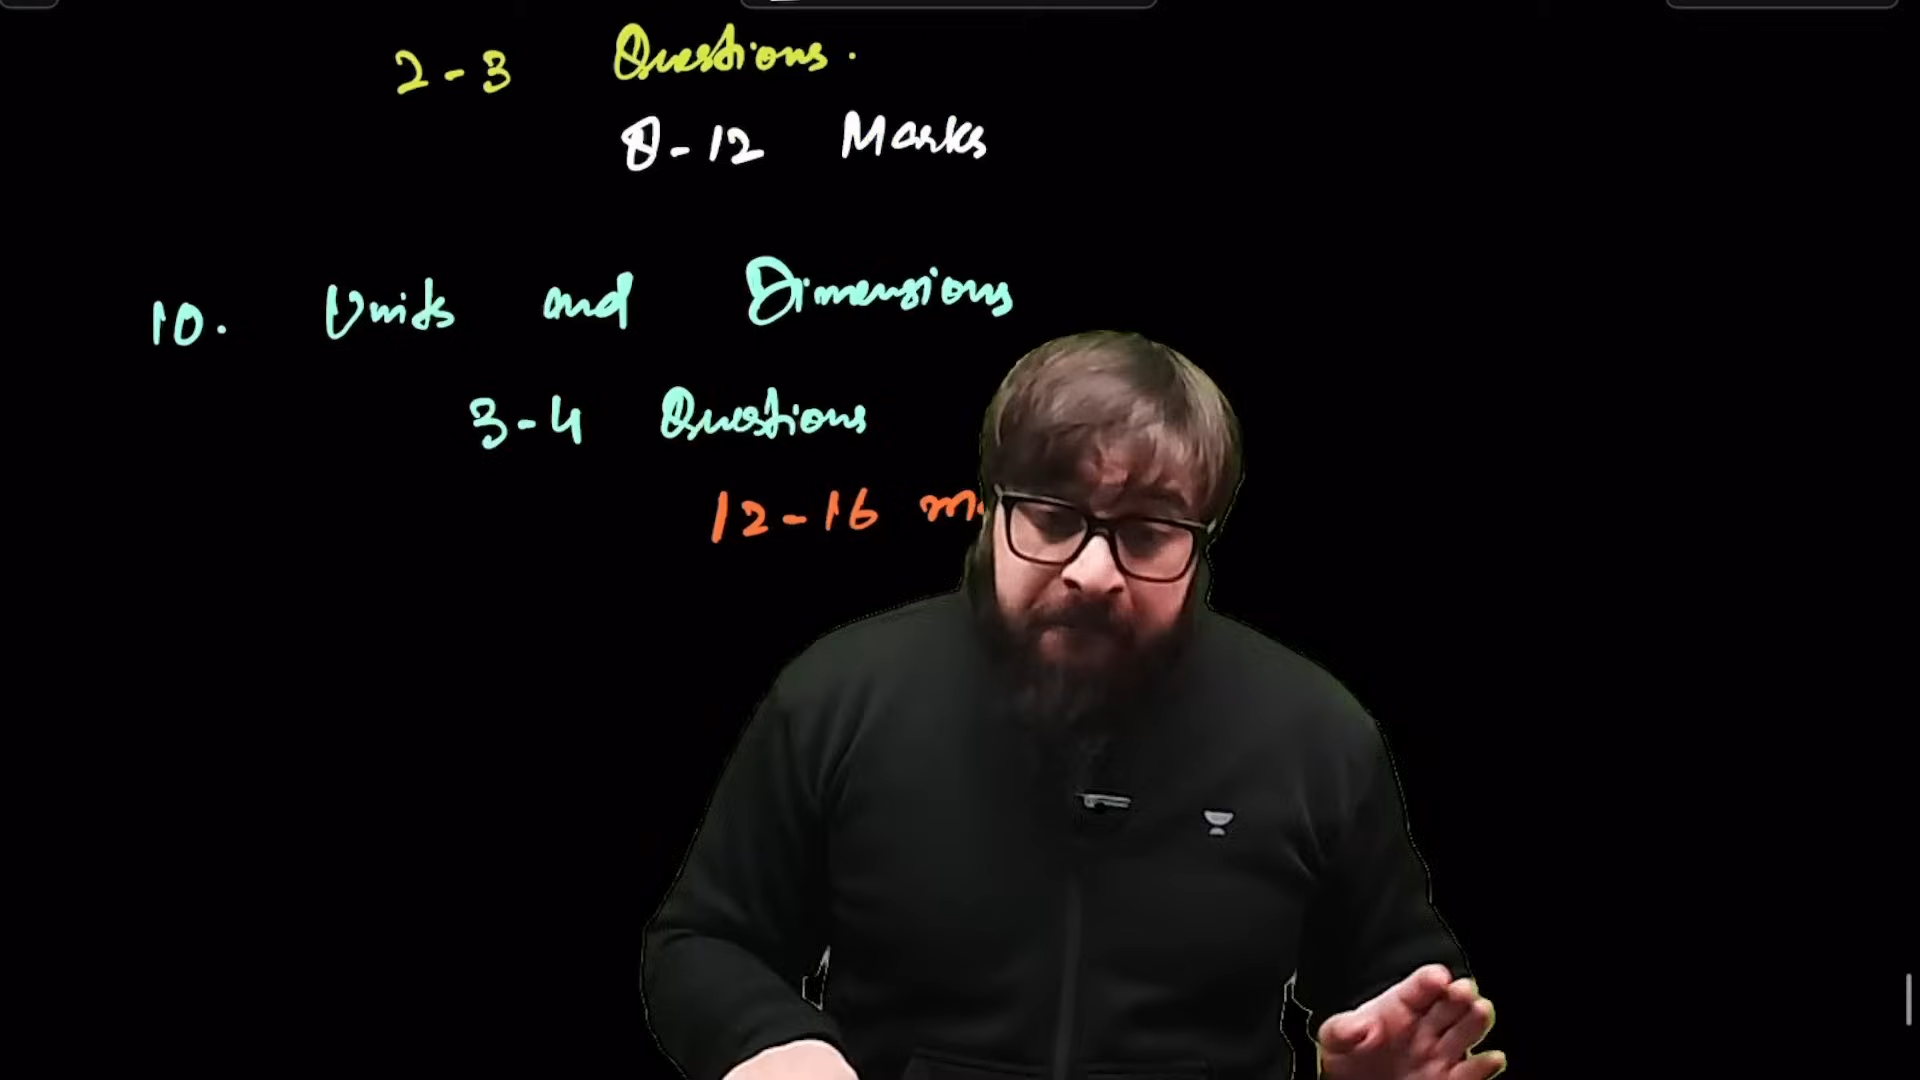 2-3 Questions.
8-12 Marks
10. Units and Dimensions
3-4 Questions
12-16